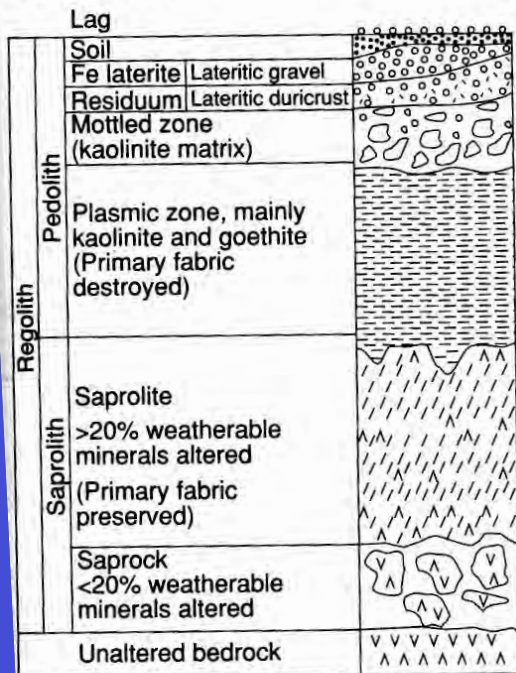 Lag
Soil
Fe laterite Lateritic gravel
Residuum Lateritic duricrust
Mottled zone
(kaolinite matrix)
Plasmic zone, mainly
kaolinite and goethite
(Primary fabric
destroyed)
Pedolith
Regolith
Saprolite
>20% weatherable
minerals altered
(Primary fabric
preserved)
Saprolith
Saprock
<20% weatherable
minerals altered
Unaltered bedrock